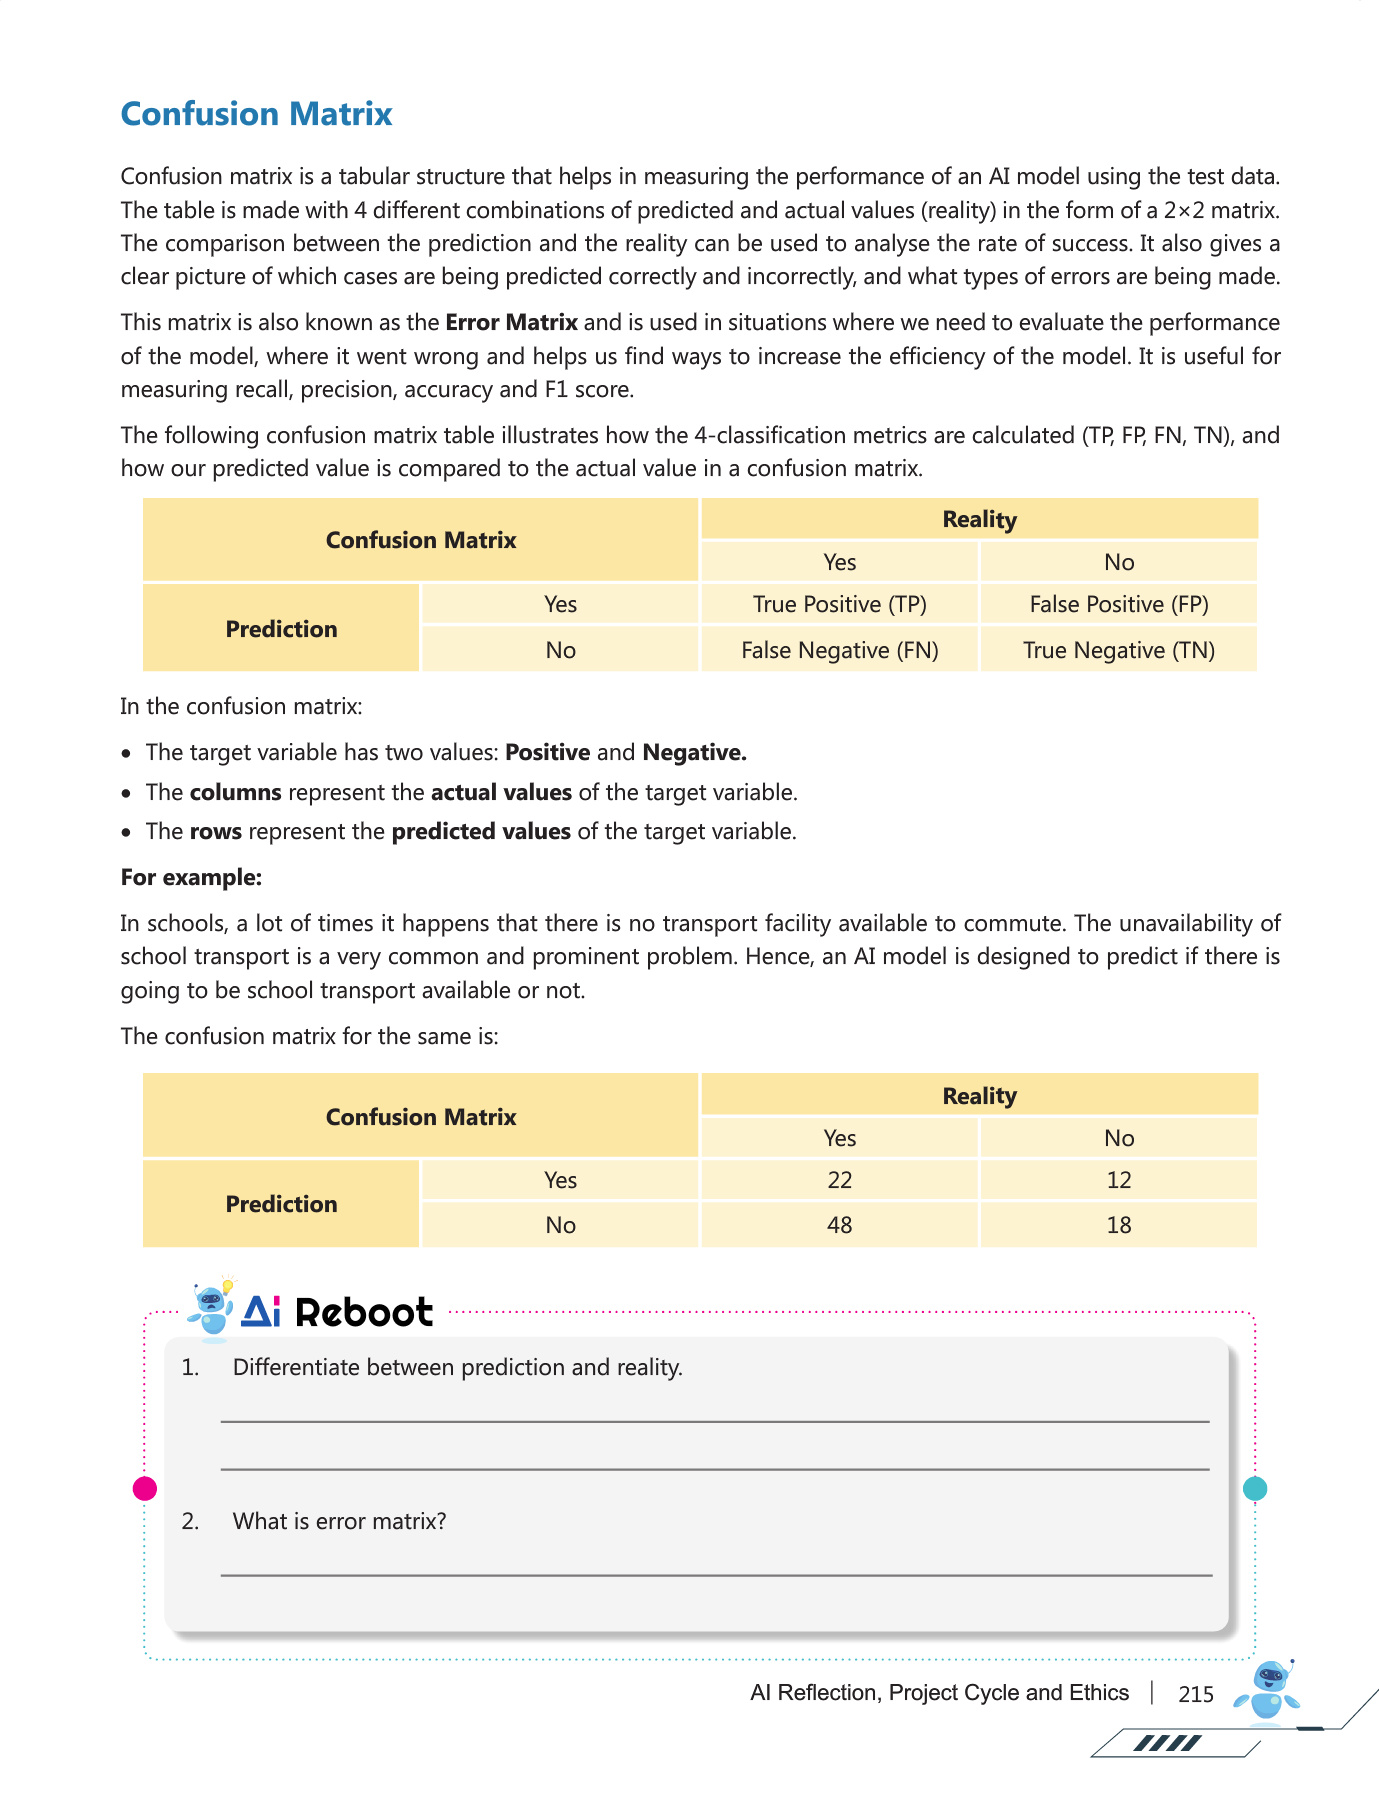 Confusion Matrix
Confusion matrix is a tabular structure that helps in measuring the performance of an AI model using the test data.
The table is made with 4 different combinations of predicted and actual values (reality) in the form of a 2×2 matrix.
The comparison between the prediction and the reality can be used to analyse the rate of success. It also gives a
clear picture of which cases are being predicted correctly and incorrectly, and what types of errors are being made.
This matrix is also known as the Error Matrix and is used in situations where we need to evaluate the performance
of the model, where it went wrong and helps us find ways to increase the efficiency of the model. It is useful for
measuring recall, precision, accuracy and F1 score.
The following confusion matrix table illustrates how the 4-classification metrics are calculated (TP, FP, FN, TN), and
how our predicted value is compared to the actual value in a confusion matrix.
Confusion Matrix
Reality
Yes No
Prediction
Yes True Positive (TP) False Positive (FP)
No False Negative (FN) True Negative (TN)
In the confusion matrix:
• The target variable has two values: Positive and Negative.
• The columns represent the actual values of the target variable.
• The rows represent the predicted values of the target variable.
For example:
In schools, a lot of times it happens that there is no transport facility available to commute. The unavailability of
school transport is a very common and prominent problem. Hence, an AI model is designed to predict if there is
going to be school transport available or not.
The confusion matrix for the same is:
Confusion Matrix
Reality
Yes No
Prediction
Yes 22 12
No 48 18
Ai Reboot
1. Differentiate between prediction and reality.
2. What is error matrix?
AI Reflection, Project Cycle and Ethics | 215